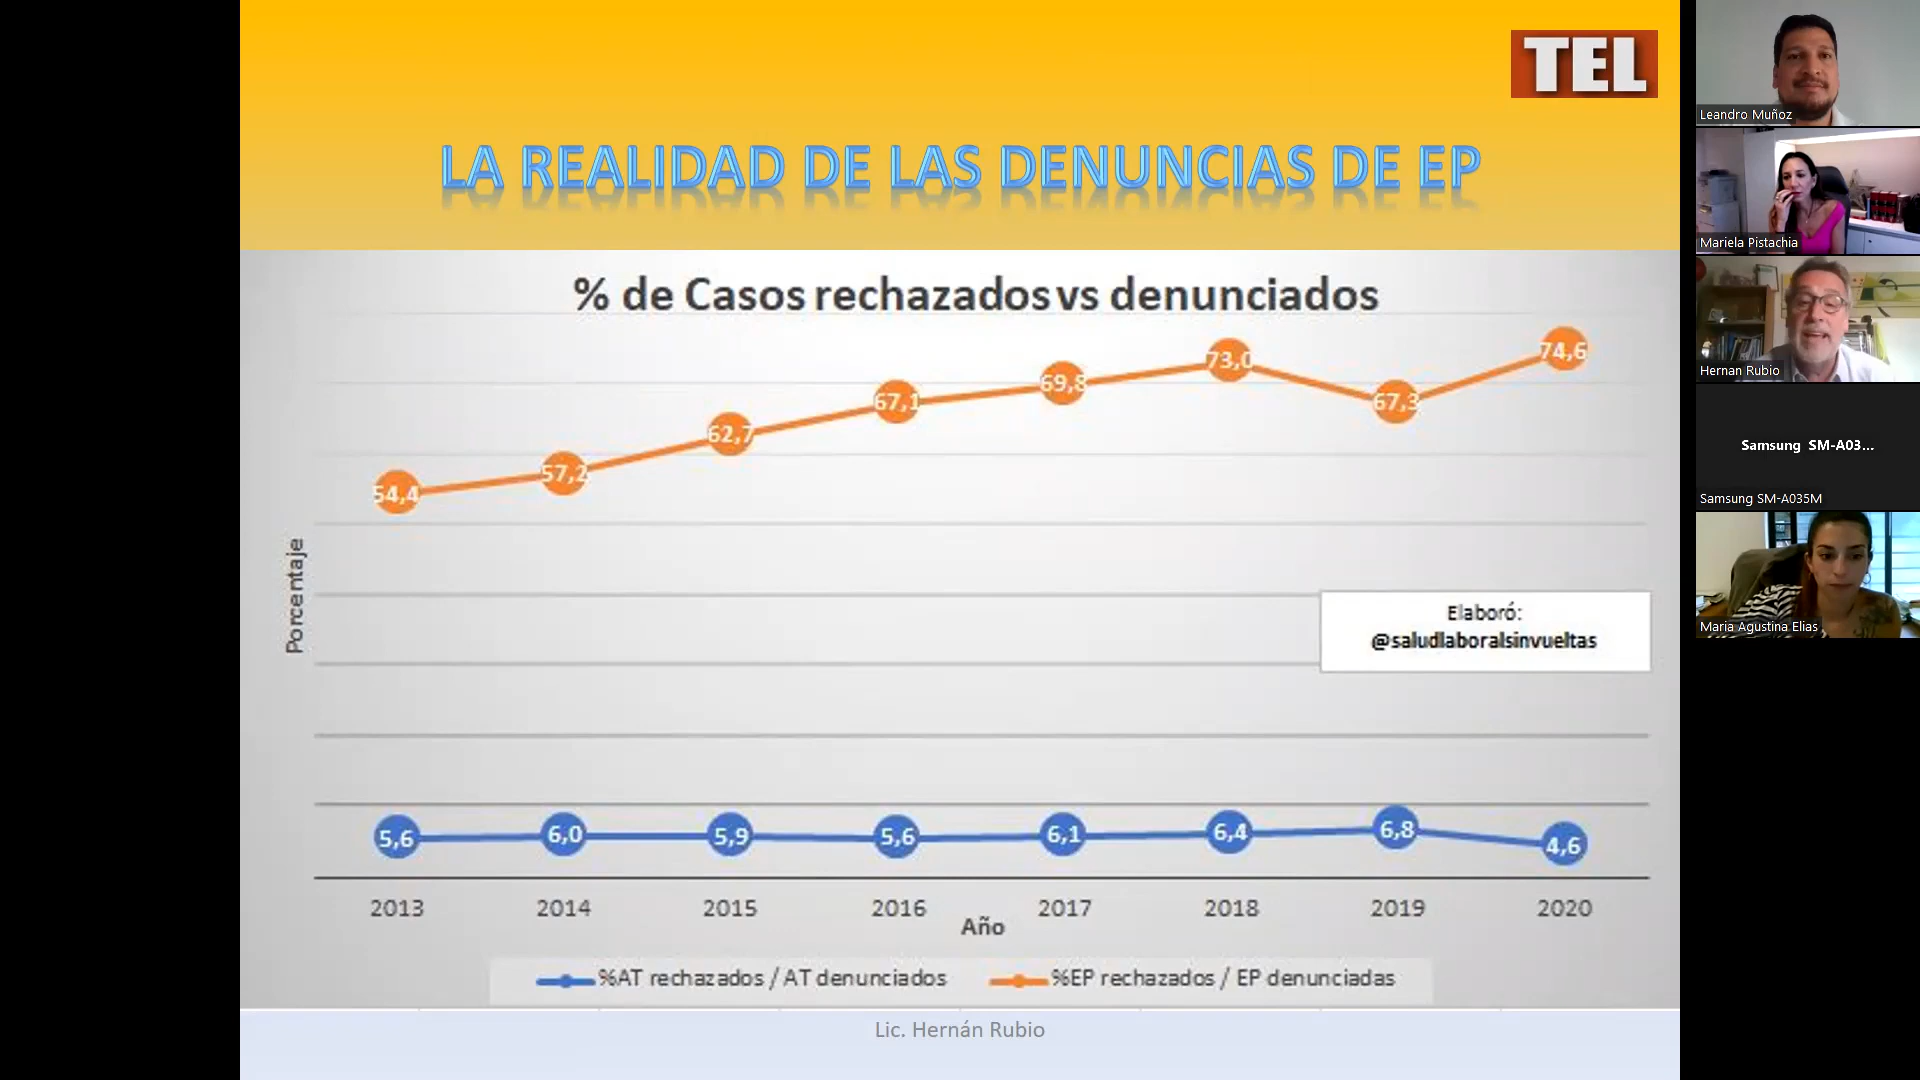 TEL
LA REALIDAD DE LAS DENUNCIAS DE EP
% de Casos rechazados vs denunciados
54,4
57,2
62,7
67,1
69,8
73,0
67,3
74,6
Porcentaje
Elaboró:
@saludlaboralsinvueltas
5,6
6,0
5,9
5,6
6,1
6,4
6,8
4,6
2013
2014
2015
2016
2017
2018
2019
2020
Año
%AT rechazados / AT denunciados
%EP rechazados / EP denunciadas
Lic. Hernán Rubio
Leandro Muñoz
Mariela Pistachia
Hernan Rubio
Samsung SM-A03...
Samsung SM-A035M
Maria Agustina Elias